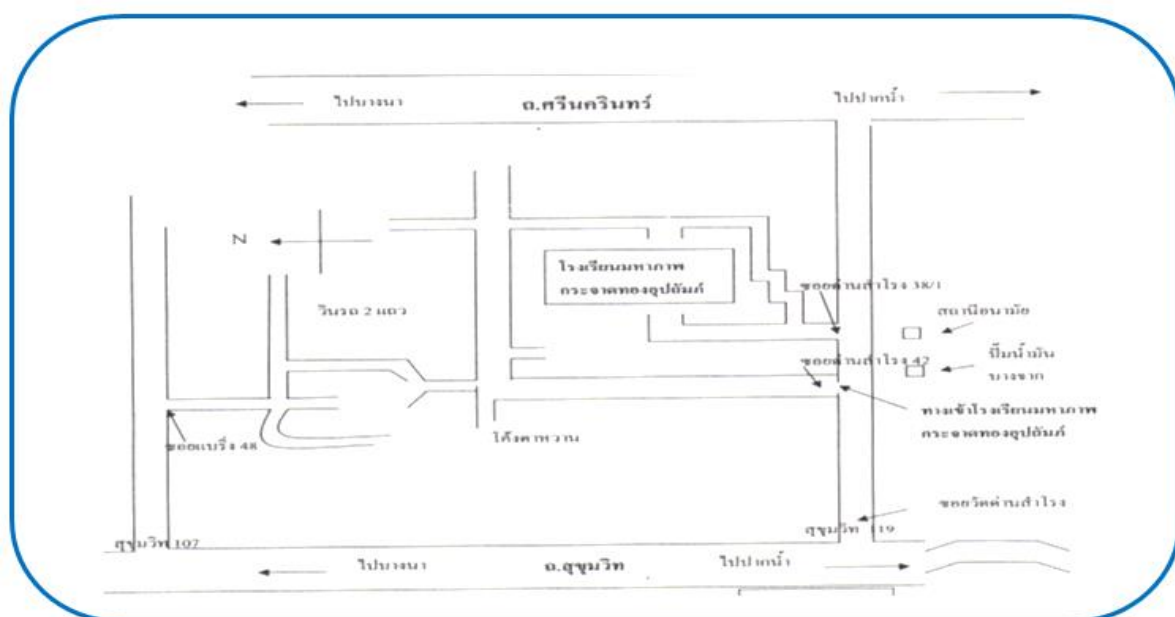 ไปบางนา
ถ.ศรีนครินทร์
ไปปากน้ำ
N
โรงเรียนมหาภาพ
กระจาดทองอุปถัมภ์
ซอยด่านสำโรง 38/1
วินรถ 2 แถว
สถานีอนามัย
ซอยด่านสำโรง 42
ปั๊มน้ำมัน
บางจาก
ทางเข้าโรงเรียนมหาภาพ
กระจาดทองอุปถัมภ์
โค้งตาหวาน
ซอยแบริ่ง 48
ซอยวัดด่านสำโรง
สุขุมวิท 119
สุขุมวิท 107
ไปบางนา
ถ.สุขุมวิท
ไปปากน้ำ